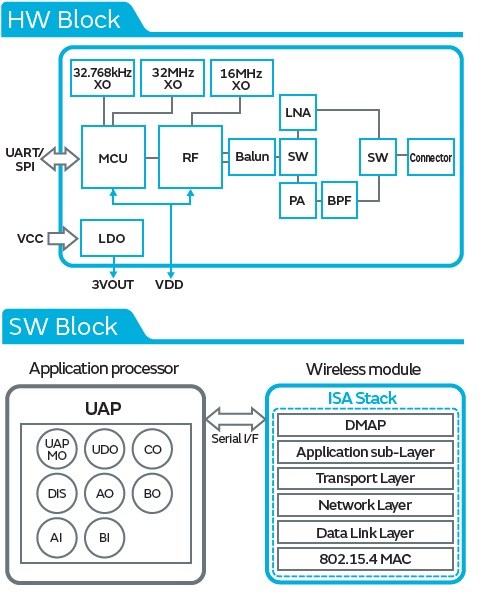 HW Block
32.768kHz
XO
32MHz
XO
16MHz
XO
LNA
UART/
SPI
MCU
RF
Balun
SW
SW
Connector
PA
BPF
VCC
LDO
3VOUT
VDD
SW Block
Application processor
Wireless module
UAP
ISA Stack
Serial I/F
UAP
MO
UDO
CO
DIS
AO
BO
AI
BI
DMAP
Application sub-Layer
Transport Layer
Network Layer
Data Link Layer
802.15.4 MAC